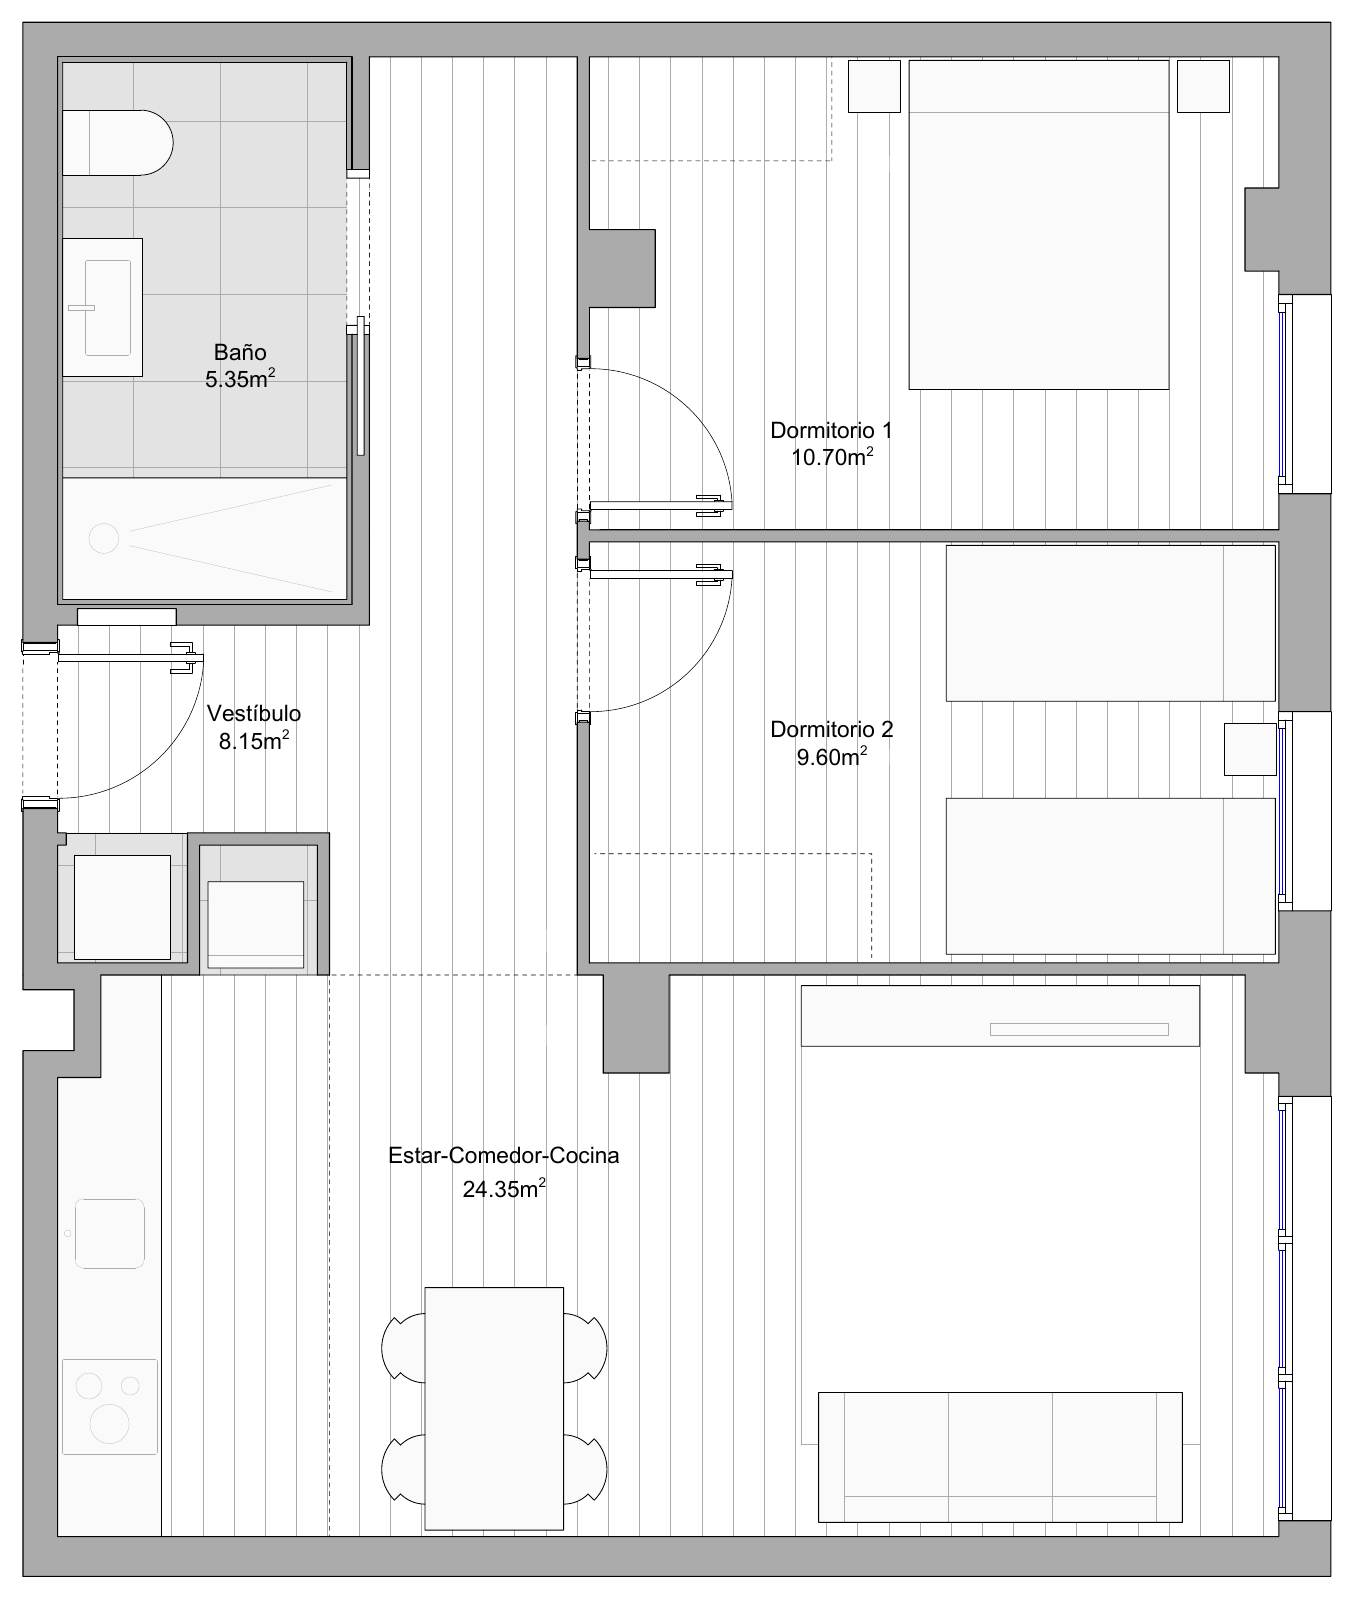 Baño
5.35m²
Dormitorio 1
10.70m²
Vestíbulo
8.15m²
Dormitorio 2
9.60m²
Estar-Comedor-Cocina
24.35m²